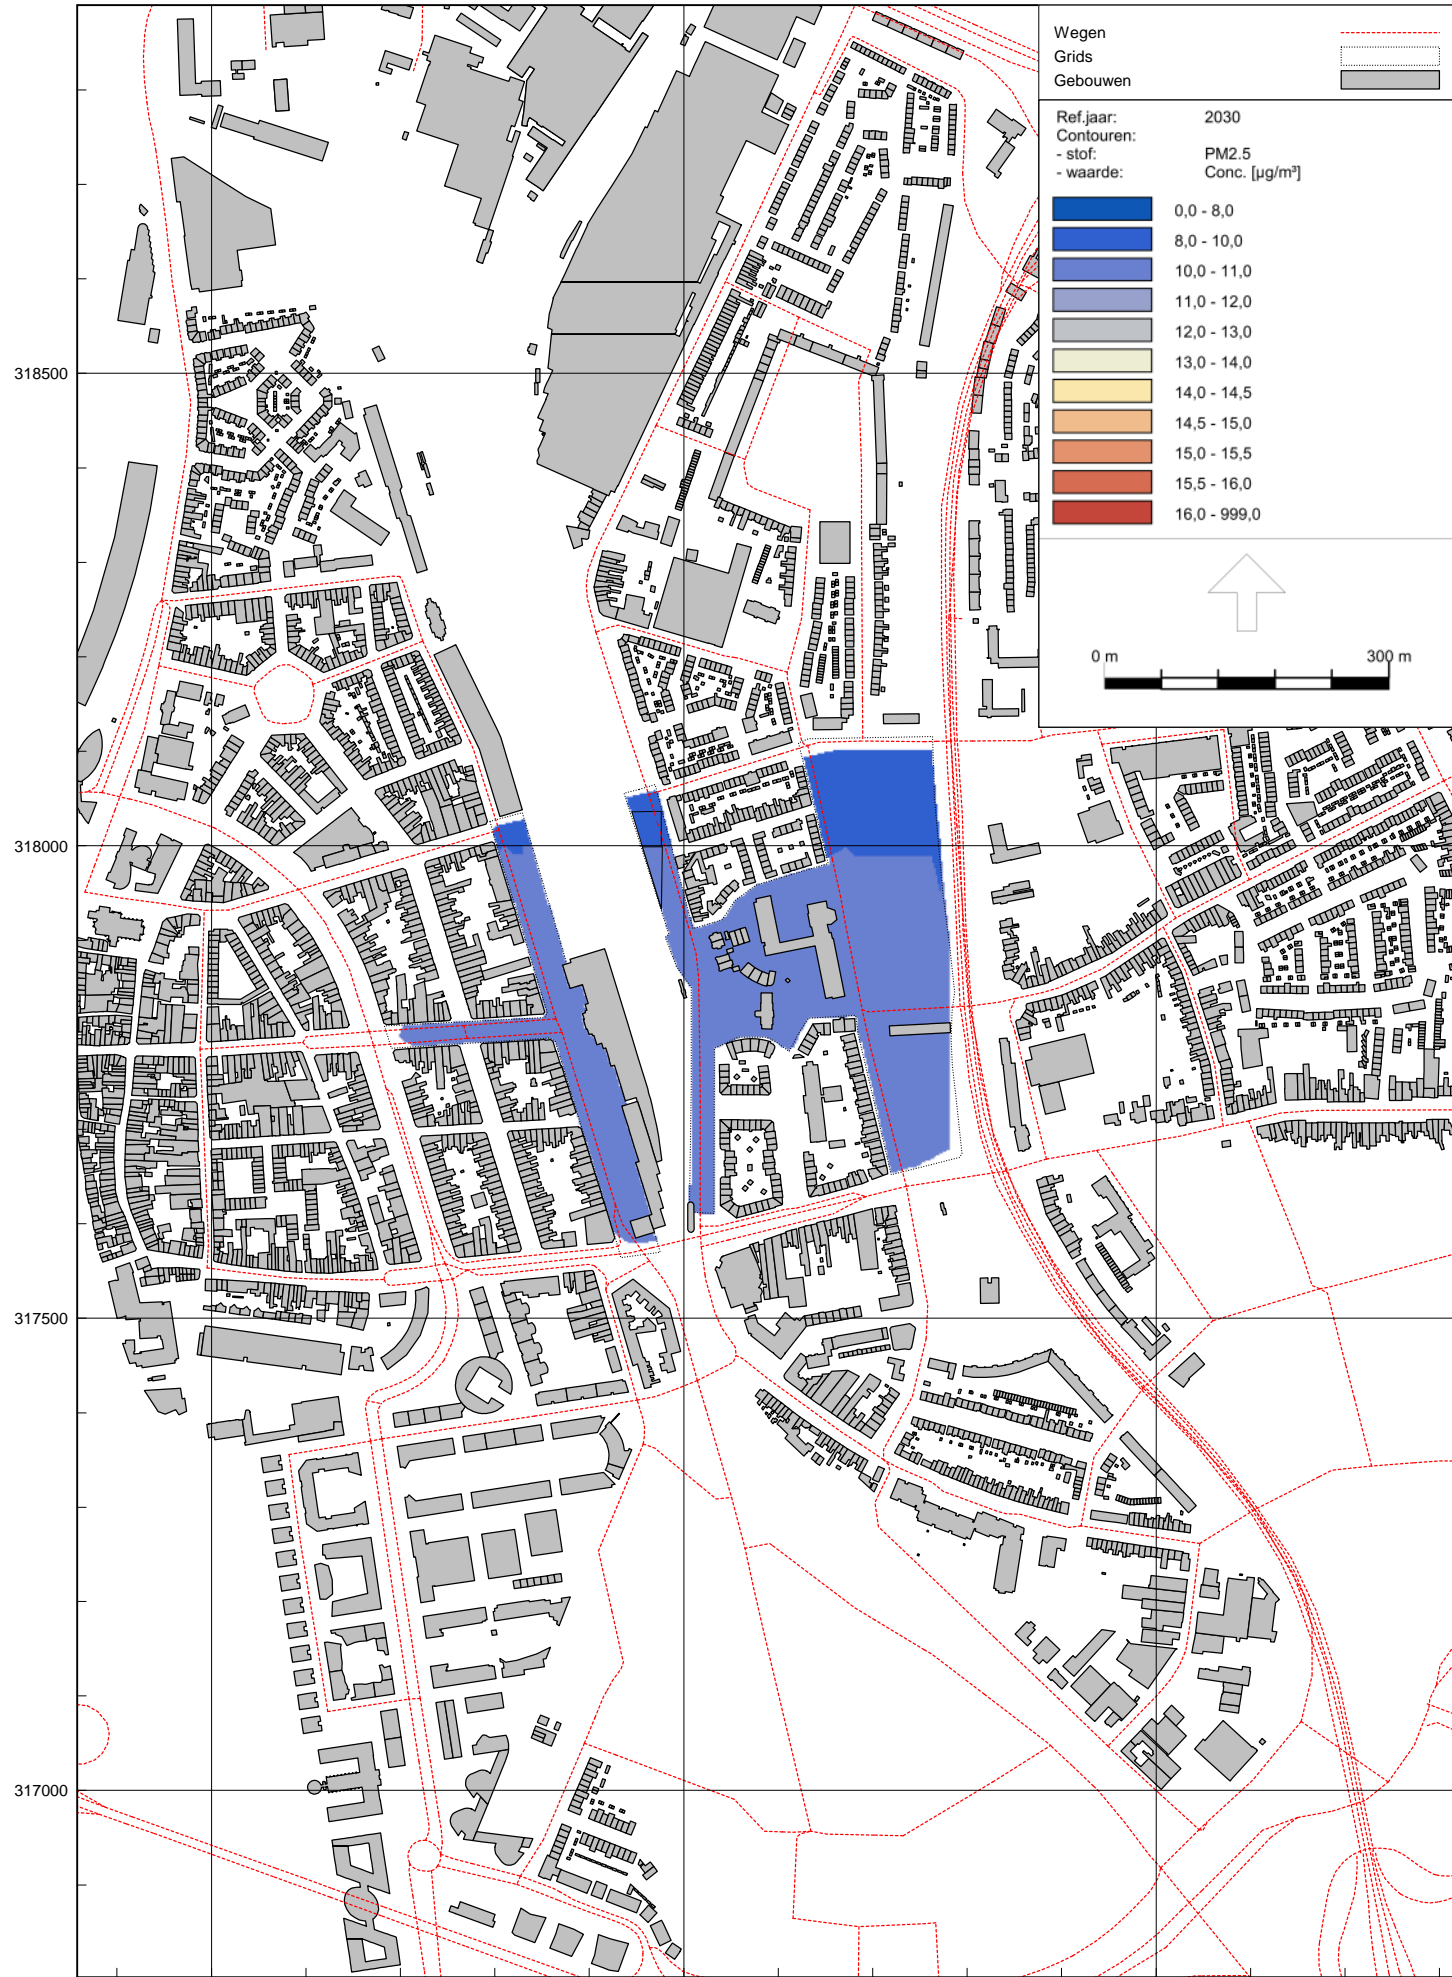 Wegen
Grids
Gebouwen
Ref.jaar: 2030
Contouren:
- stof: PM2.5
- waarde: Conc. [µg/m³]
0,0 - 8,0
8,0 - 10,0
10,0 - 11,0
11,0 - 12,0
12,0 - 13,0
13,0 - 14,0
14,0 - 14,5
14,5 - 15,0
15,0 - 15,5
15,5 - 16,0
16,0 - 999,0
0 m 300 m
318500
318000
317500
317000